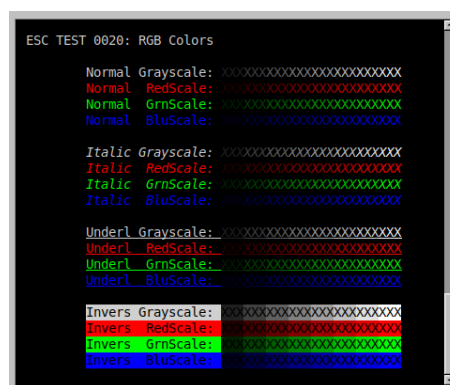 ESC TEST 0020: RGB Colors
Normal Grayscale: XXXXXXXXXXXXXXXXXXXXXXXX
Normal  RedScale: XXXXXXXXXXXXXXXXXXXXXXXX
Normal  GrnScale: XXXXXXXXXXXXXXXXXXXXXXXX
Normal  BluScale: XXXXXXXXXXXXXXXXXXXXXXXX
Italic Grayscale: XXXXXXXXXXXXXXXXXXXXXXXX
Italic  RedScale: XXXXXXXXXXXXXXXXXXXXXXXX
Italic  GrnScale: XXXXXXXXXXXXXXXXXXXXXXXX
Italic  BluScale: XXXXXXXXXXXXXXXXXXXXXXXX
Underl Grayscale: XXXXXXXXXXXXXXXXXXXXXXXX
Underl  RedScale: XXXXXXXXXXXXXXXXXXXXXXXX
Underl  GrnScale: XXXXXXXXXXXXXXXXXXXXXXXX
Underl  BluScale: XXXXXXXXXXXXXXXXXXXXXXXX
Invers Grayscale: XXXXXXXXXXXXXXXXXXXXXXXX
Invers  RedScale: XXXXXXXXXXXXXXXXXXXXXXXX
Invers  GrnScale: XXXXXXXXXXXXXXXXXXXXXXXX
Invers  BluScale: XXXXXXXXXXXXXXXXXXXXXXXX